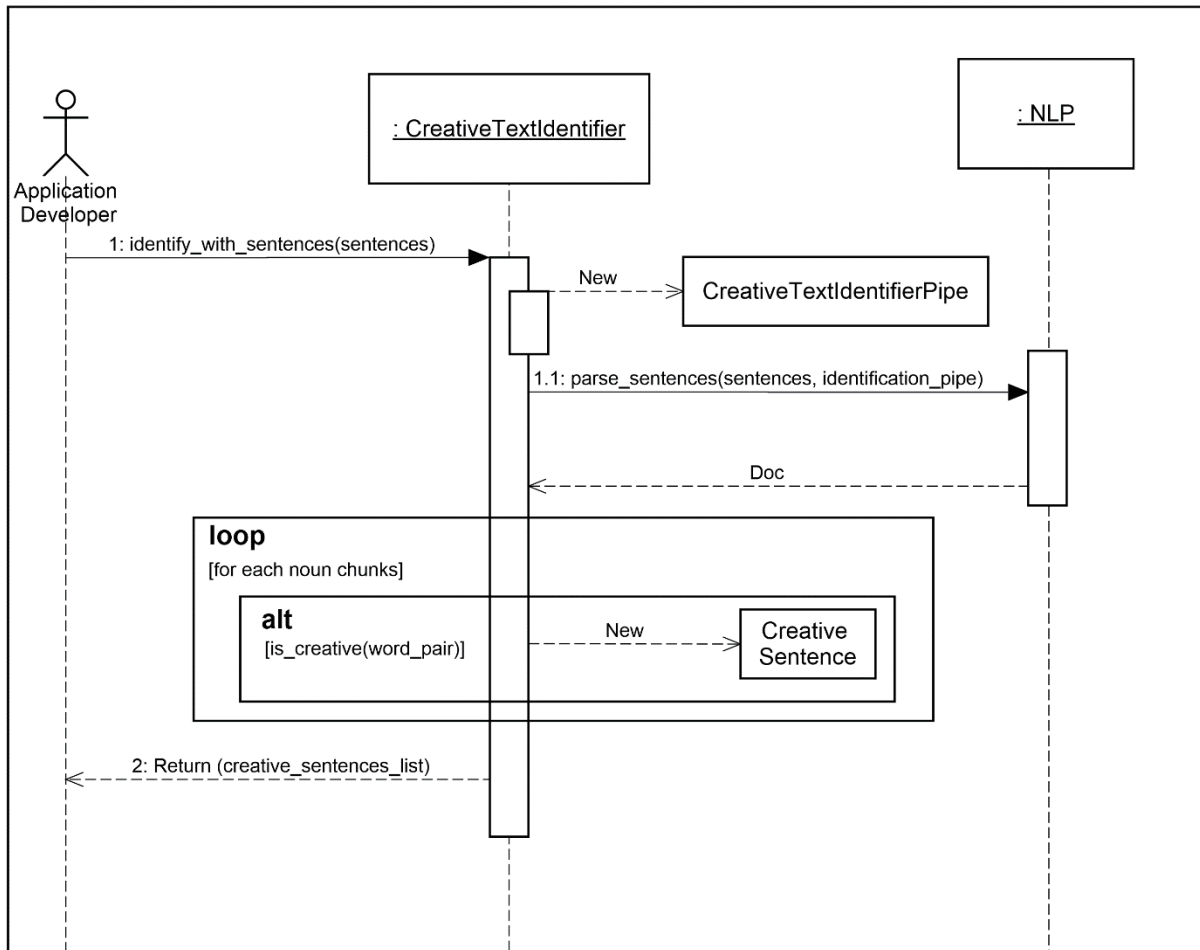 : CreativeTextIdentifier
: NLP
Application
Developer
1: identify_with_sentences(sentences)
New
CreativeTextIdentifierPipe
1.1: parse_sentences(sentences, identification_pipe)
Doc
loop
[for each noun chunks]
alt
[is_creative(word_pair)]
New
Creative
Sentence
2: Return (creative_sentences_list)